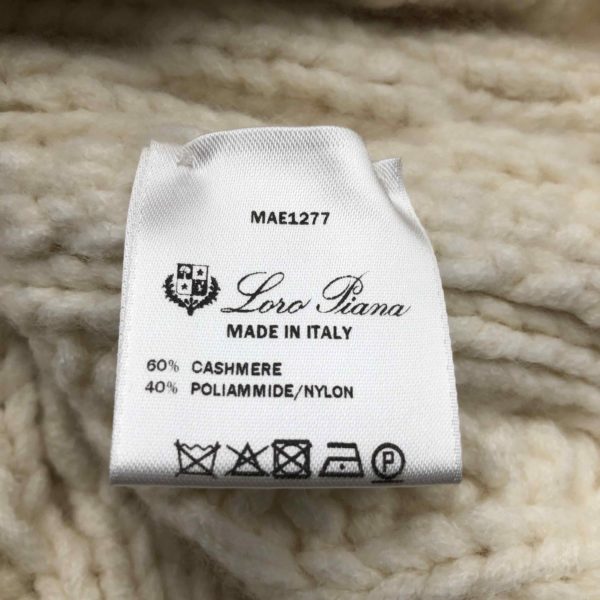 MAE1277
Loro Piana
MADE IN ITALY
60% CASHMERE
40% POLIAMMIDE/NYLON
P